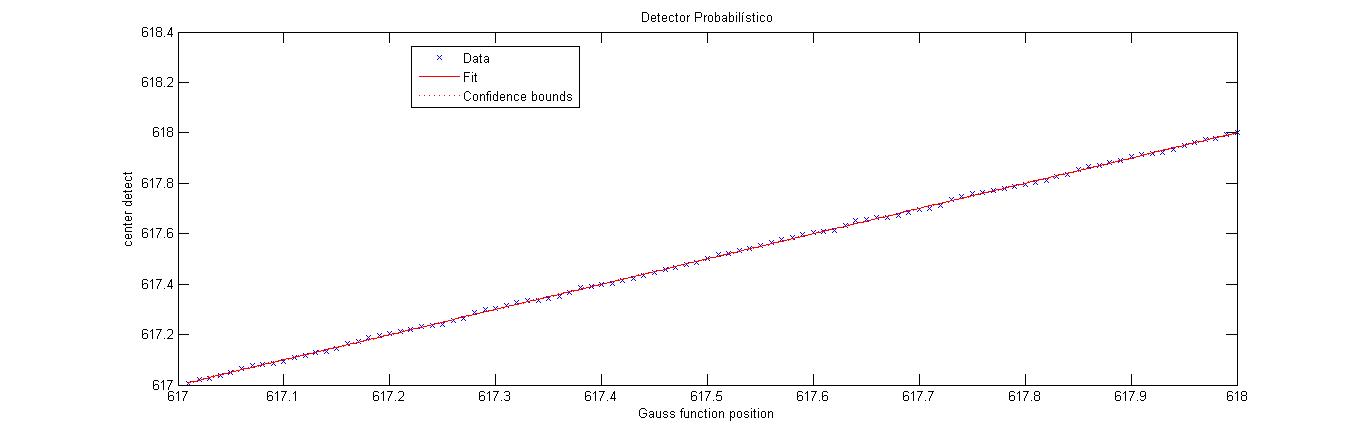 Detector Probabilístico
618.4
618.2
618
617.8
617.6
617.4
617.2
617
center detect
Data
Fit
Confidence bounds
617 617.1 617.2 617.3 617.4 617.5 617.6 617.7 617.8 617.9 618
Gauss function position